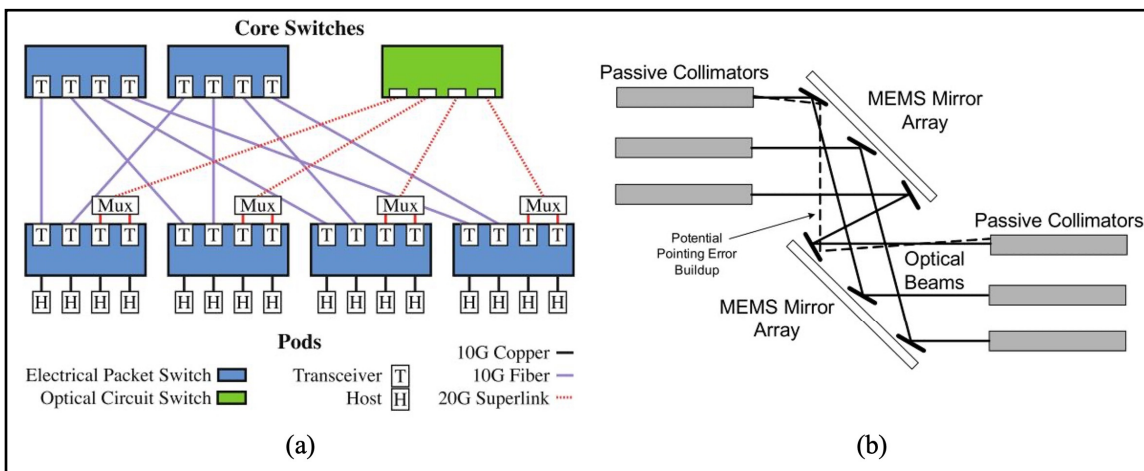 Core Switches
T T T T
T T T T
Mux
Mux
Mux
Mux
T T T T
T T T T
T T T T
T T T T
H H H H
H H H H
H H H H
H H H H
Pods
Electrical Packet Switch
Optical Circuit Switch
Transceiver T
Host H
10G Copper
10G Fiber
20G Superlink
(a)
Passive Collimators
MEMS Mirror
Array
Potential
Pointing Error
Buildup
Passive Collimators
Optical
Beams
MEMS Mirror
Array
(b)